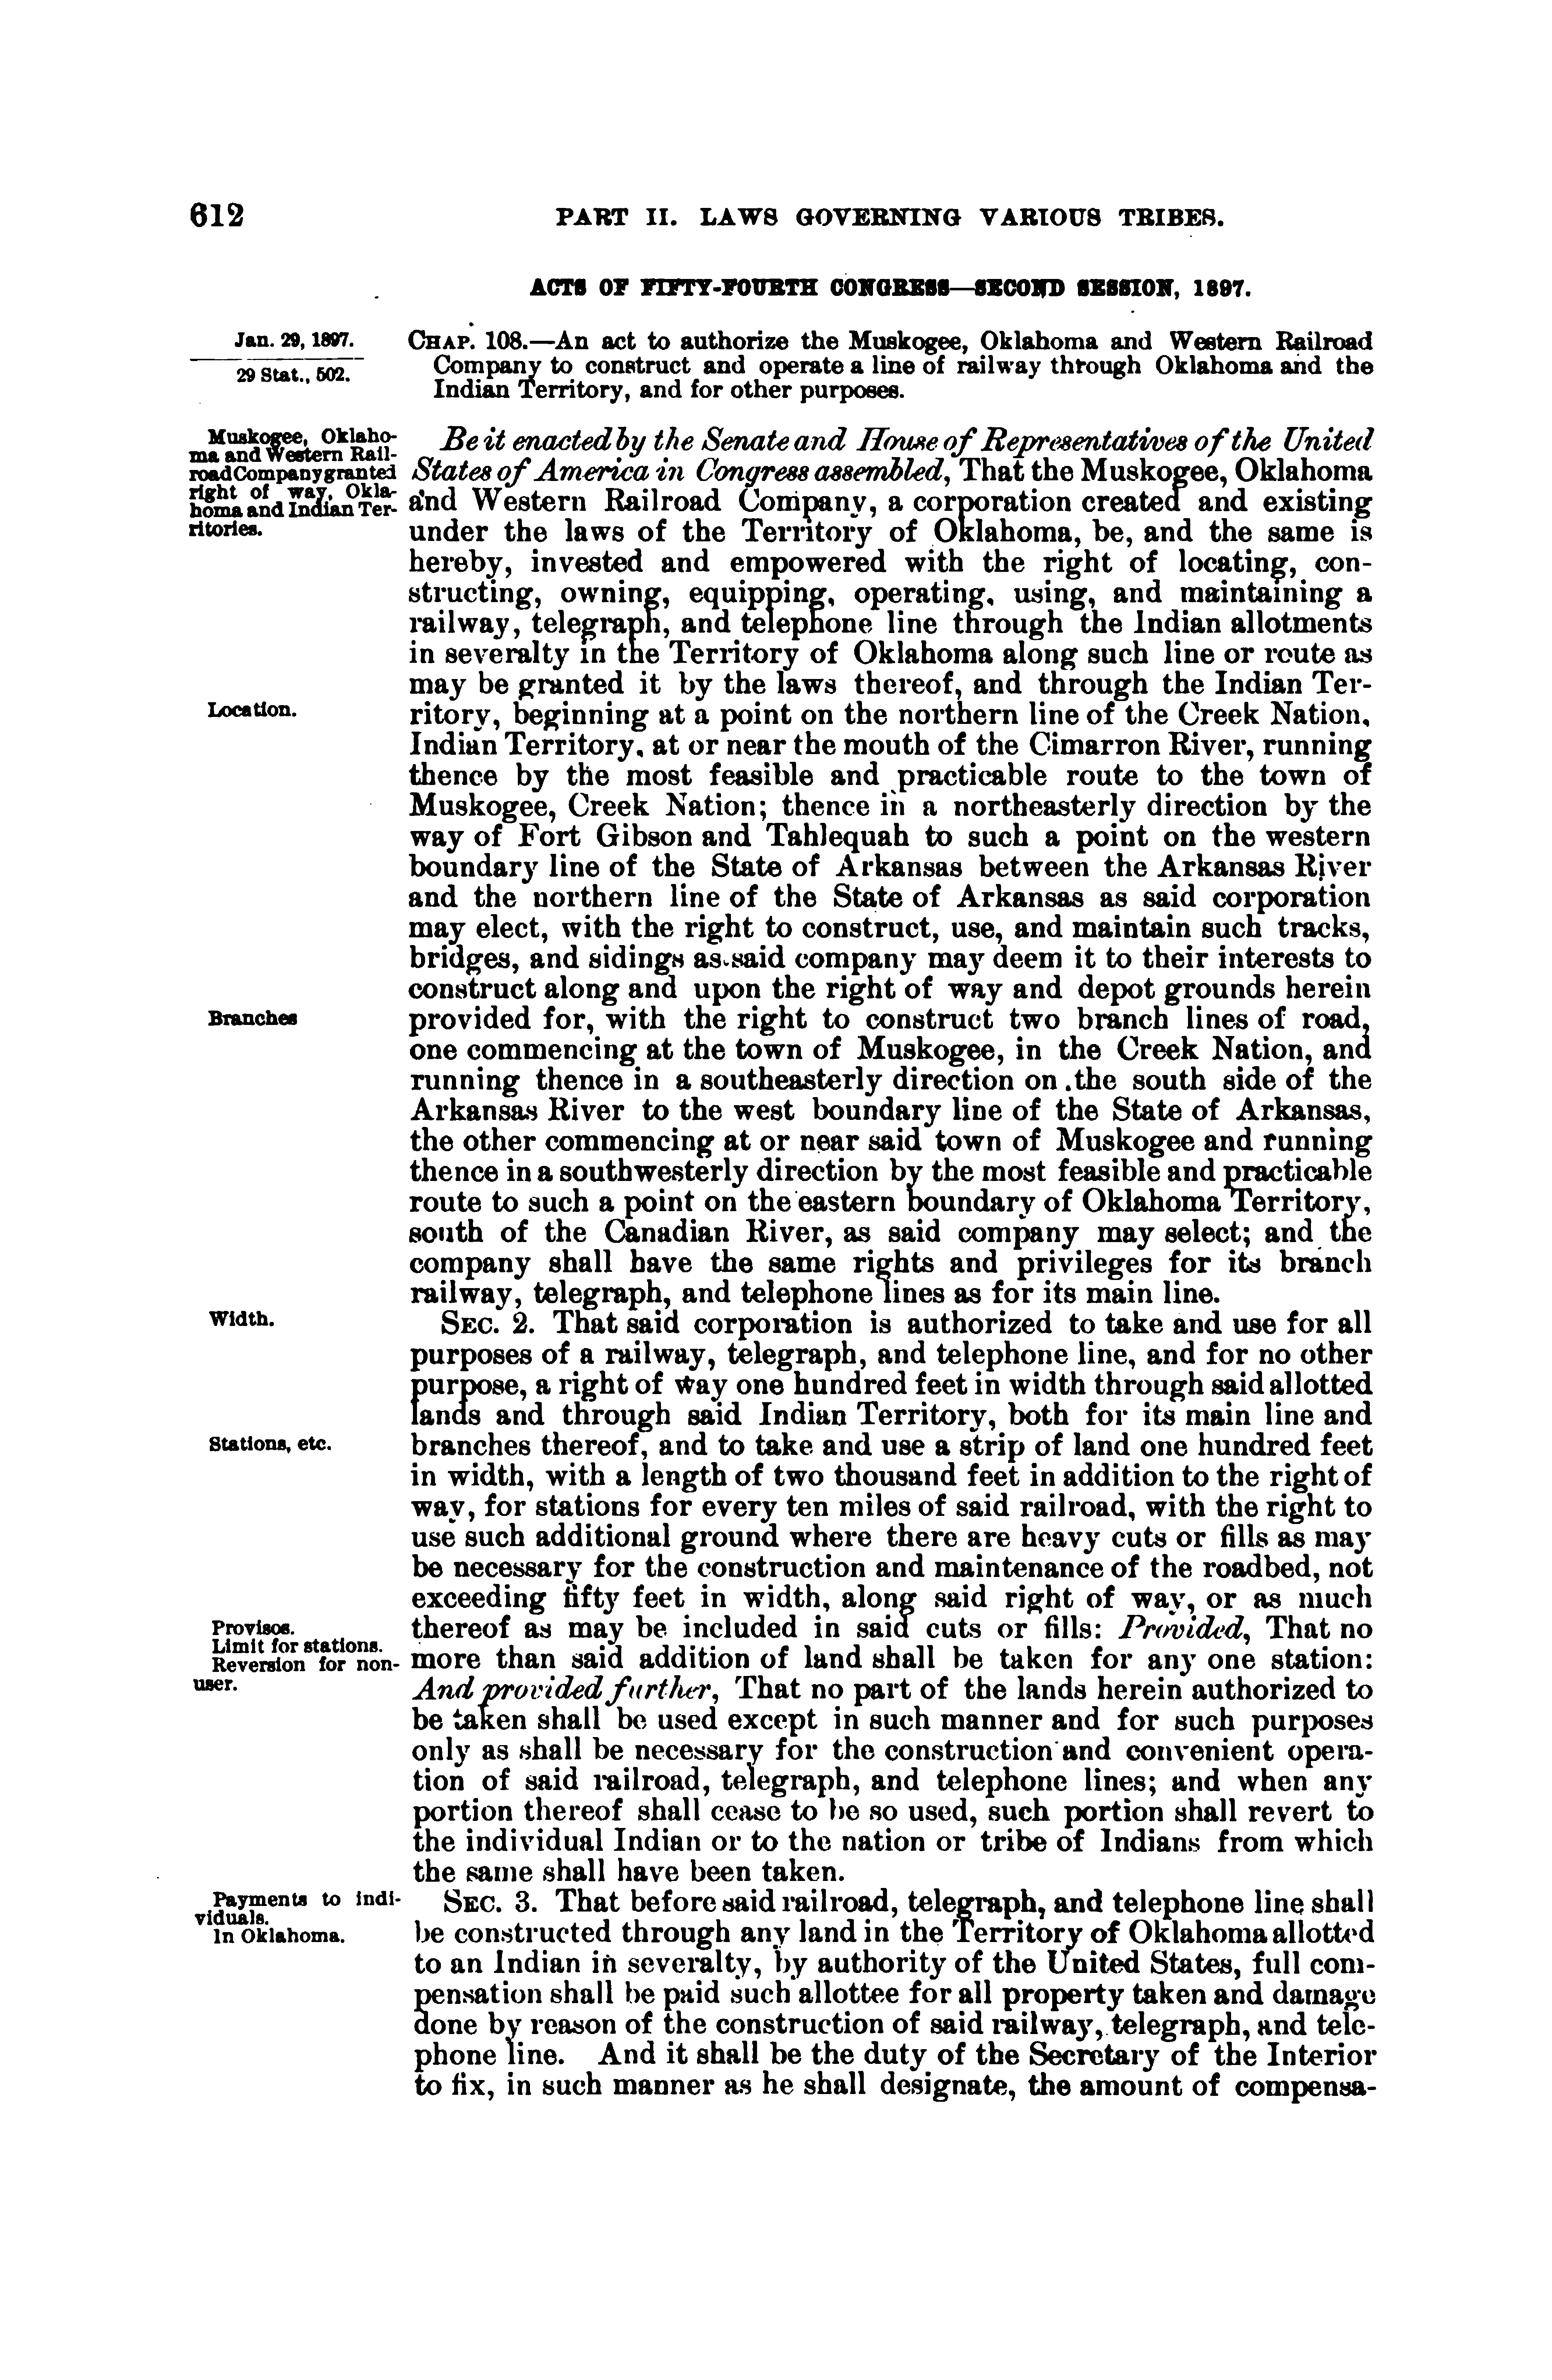 612 PART II. LAWS GOVERNING VARIOUS TRIBES.
ACTS OF FIFTY-FOURTH CONGRESS—SECOND SESSION, 1897.
Jan. 29, 1897.
29 Stat., 502.
CHAP. 108.—An act to authorize the Muskogee, Oklahoma and Western Railroad
Company to construct and operate a line of railway through Oklahoma and the
Indian Territory, and for other purposes.
Muskogee, Oklaho-
ma and Western Rail-
road Company granted
right of way, Okla-
homa and Indian Ter-
ritories.
Be it enacted by the Senate and House of Representatives of the United
States of America in Congress assembled, That the Muskogee, Oklahoma
and Western Railroad Company, a corporation created and existing
under the laws of the Territory of Oklahoma, be, and the same is
hereby, invested and empowered with the right of locating, con-
structing, owning, equipping, operating, using, and maintaining a
railway, telegraph, and telephone line through the Indian allotments
in severalty in the Territory of Oklahoma along such line or route as
may be granted it by the laws thereof, and through the Indian Ter-
Location.
ritory, beginning at a point on the northern line of the Creek Nation,
Indian Territory, at or near the mouth of the Cimarron River, running
thence by the most feasible and practicable route to the town of
Muskogee, Creek Nation; thence in a northeasterly direction by the
way of Fort Gibson and Tahlequah to such a point on the western
boundary line of the State of Arkansas between the Arkansas River
and the northern line of the State of Arkansas as said corporation
may elect, with the right to construct, use, and maintain such tracks,
bridges, and sidings as said company may deem it to their interests to
construct along and upon the right of way and depot grounds herein
Branches
provided for, with the right to construct two branch lines of road,
one commencing at the town of Muskogee, in the Creek Nation, and
running thence in a southeasterly direction on the south side of the
Arkansas River to the west boundary line of the State of Arkansas,
the other commencing at or near said town of Muskogee and running
thence in a southwesterly direction by the most feasible and practicable
route to such a point on the eastern boundary of Oklahoma Territory,
south of the Canadian River, as said company may select; and the
company shall have the same rights and privileges for its branch
railway, telegraph, and telephone lines as for its main line.
Width.
SEC. 2. That said corporation is authorized to take and use for all
purposes of a railway, telegraph, and telephone line, and for no other
purpose, a right of way one hundred feet in width through said allotted
lands and through said Indian Territory, both for its main line and
Stations, etc.
branches thereof, and to take and use a strip of land one hundred feet
in width, with a length of two thousand feet in addition to the right of
way, for stations for every ten miles of said railroad, with the right to
use such additional ground where there are heavy cuts or fills as may
be necessary for the construction and maintenance of the roadbed, not
exceeding fifty feet in width, along said right of way, or as much
Provisos.
Limit for stations.
Reversion for non-
user.
thereof as may be included in said cuts or fills: Provided, That no
more than said addition of land shall be taken for any one station:
And provided further, That no part of the lands herein authorized to
be taken shall be used except in such manner and for such purposes
only as shall be necessary for the construction and convenient opera-
tion of said railroad, telegraph, and telephone lines; and when any
portion thereof shall cease to be so used, such portion shall revert to
the individual Indian or to the nation or tribe of Indians from which
the same shall have been taken.
Payments to indi-
viduals.
In Oklahoma.
SEC. 3. That before said railroad, telegraph, and telephone line shall
be constructed through any land in the Territory of Oklahoma allotted
to an Indian in severalty, by authority of the United States, full com-
pensation shall be paid such allottee for all property taken and damage
done by reason of the construction of said railway, telegraph, and tele-
phone line. And it shall be the duty of the Secretary of the Interior
to fix, in such manner as he shall designate, the amount of compensa-